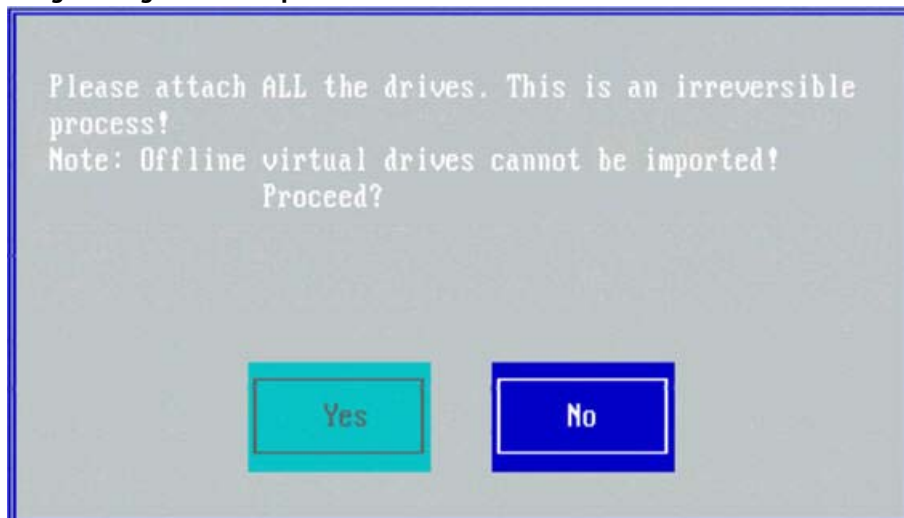 Please attach ALL the drives. This is an irreversible
process!
Note: Offline virtual drives cannot be imported!
Proceed?
Yes
No